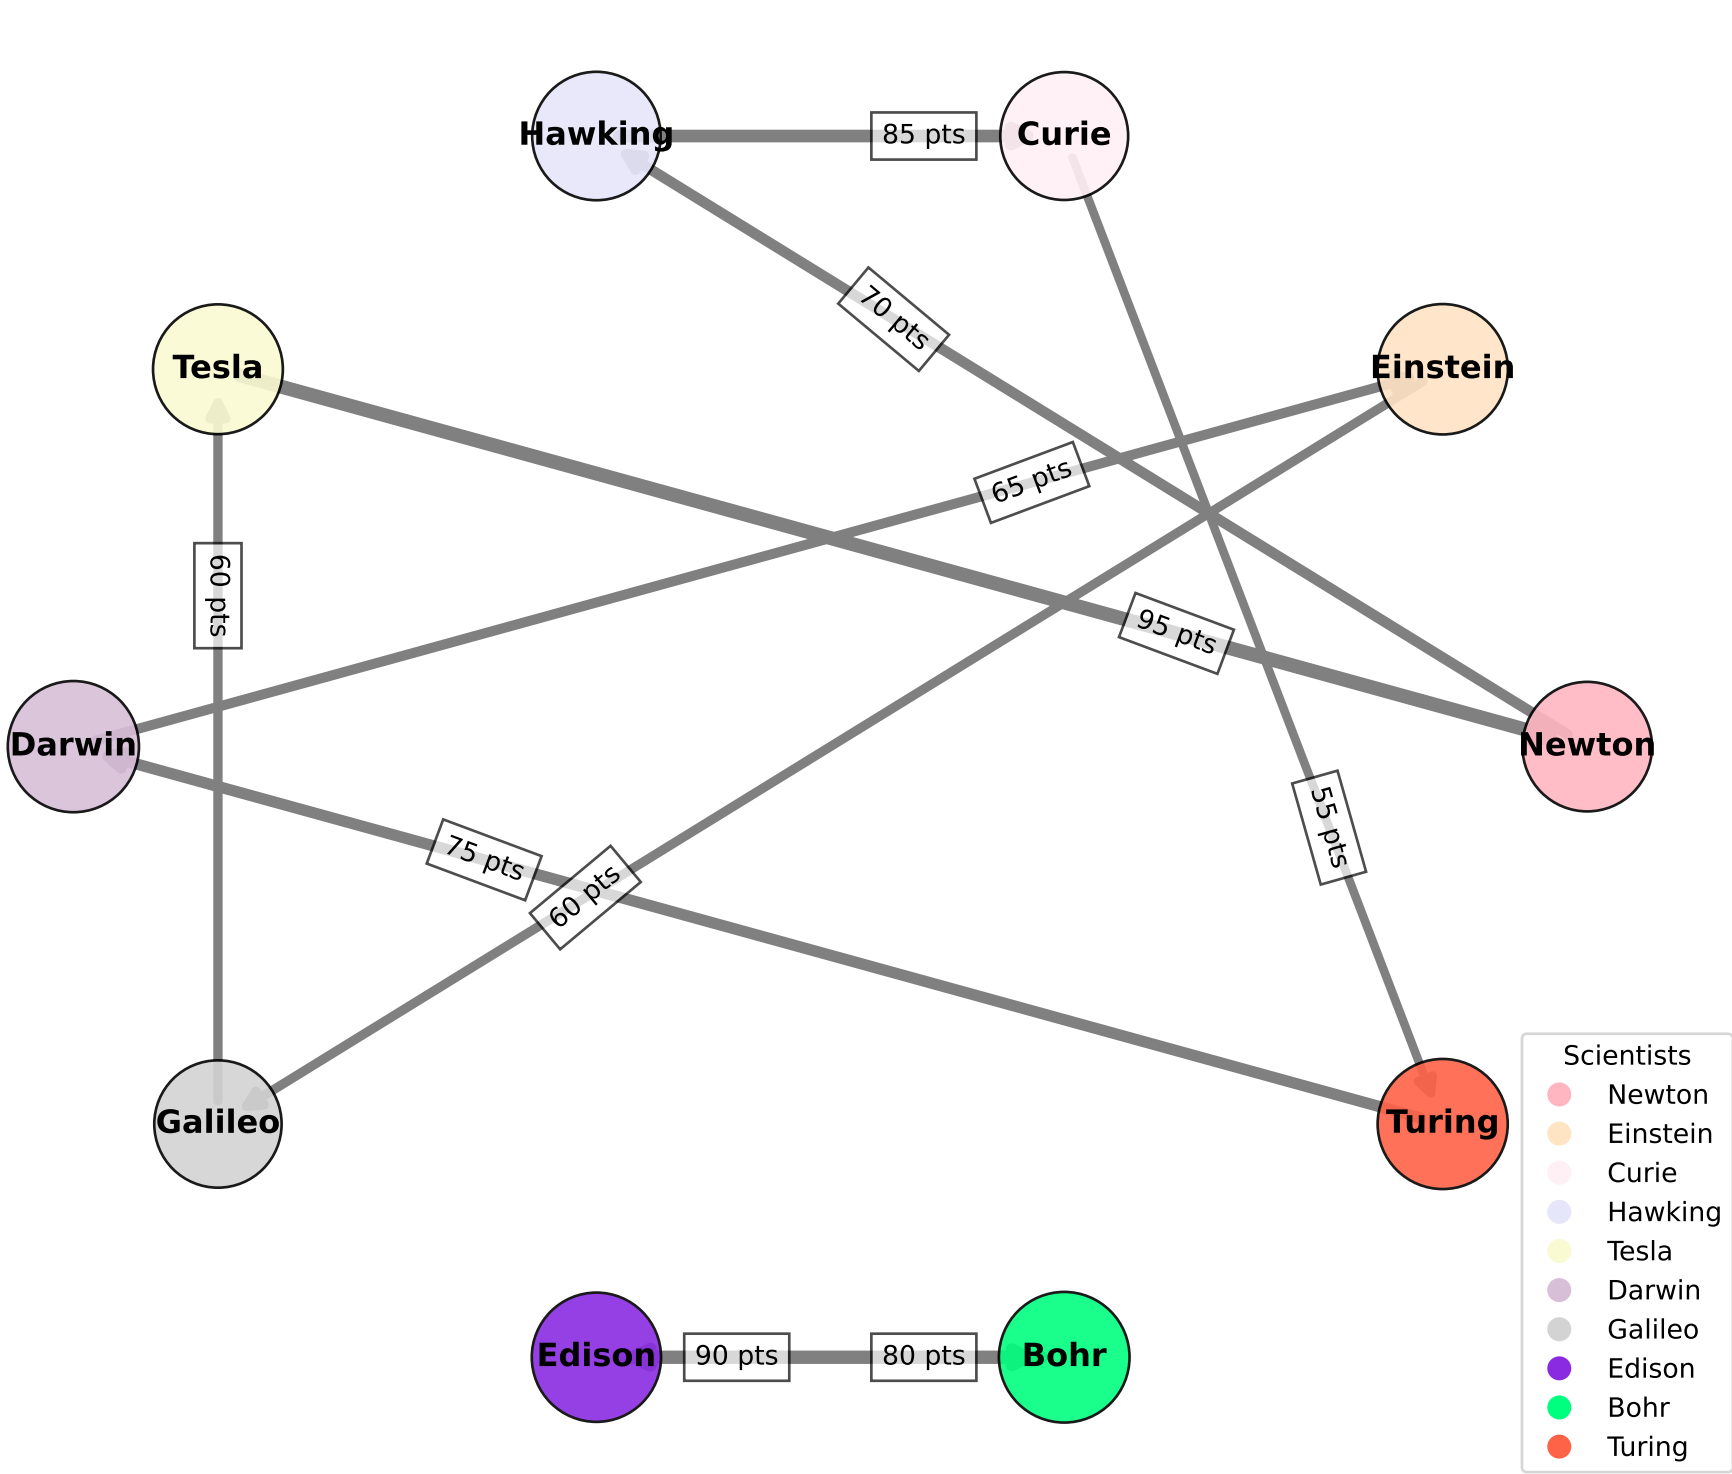 Hawking
85 pts
Curie
70 pts
Tesla
Einstein
65 pts
60 pts
95 pts
Darwin
Newton
75 pts
55 pts
60 pts
Galileo
Turing
Edison
90 pts
80 pts
Bohr
Scientists
Newton
Einstein
Curie
Hawking
Tesla
Darwin
Galileo
Edison
Bohr
Turing